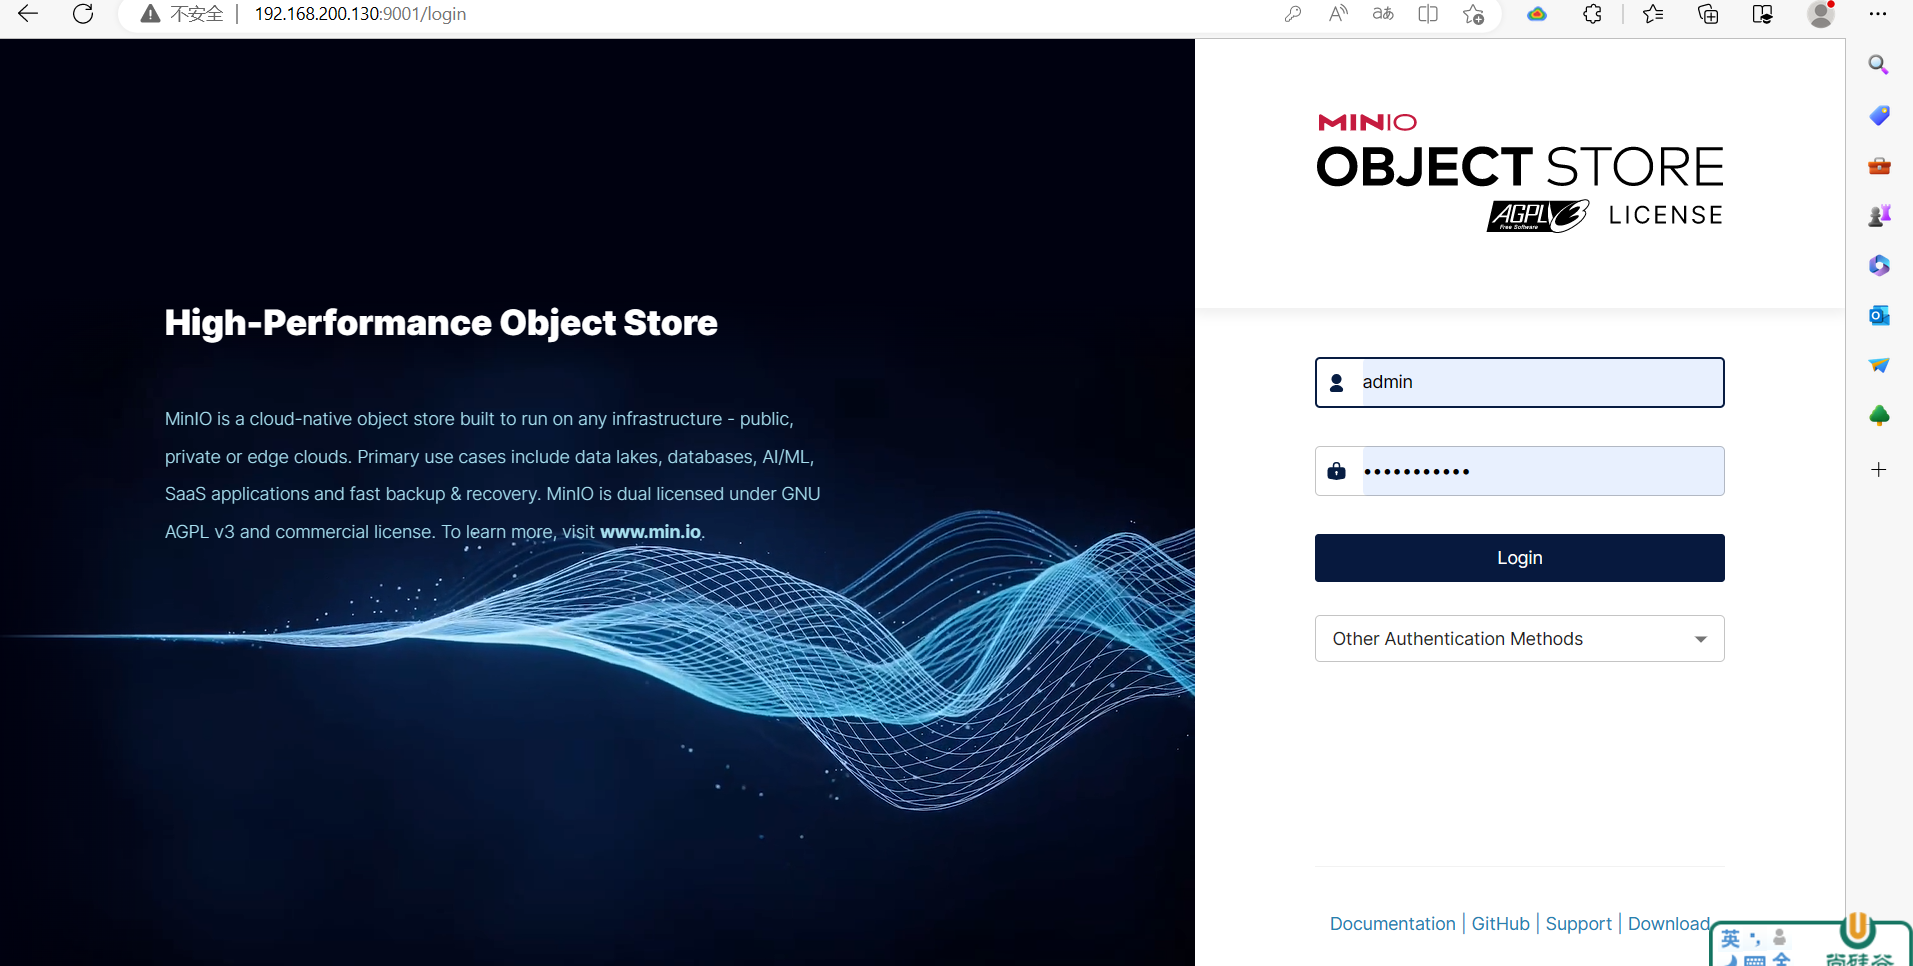 不安全 | 192.168.200.130:9001/login
MINIO
OBJECT STORE
AGPLv3 LICENSE
Free Software
High-Performance Object Store
MinIO is a cloud-native object store built to run on any infrastructure - public,
private or edge clouds. Primary use cases include data lakes, databases, AI/ML,
SaaS applications and fast backup & recovery. MinIO is dual licensed under GNU
AGPL v3 and commercial license. To learn more, visit www.min.io.
admin
•••••••••••
Login
Other Authentication Methods
Documentation | GitHub | Support | Download
英
尚硅谷